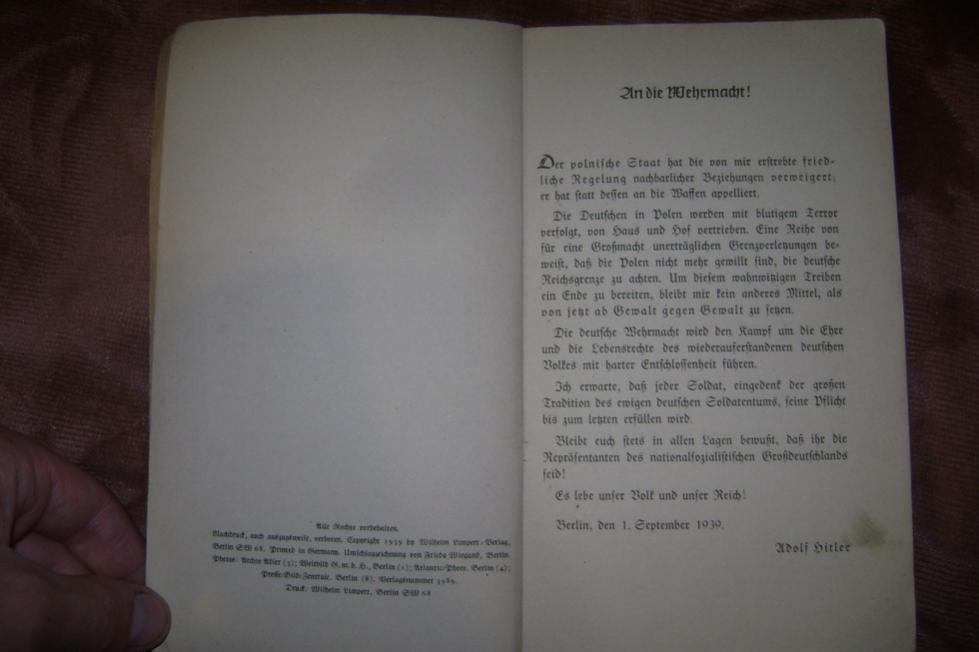 Alle Rechte vorbehalten.
Nachdruck, auch auszugsweise, verboten. Copyright 1939 by Wilhelm Limpert-Verlag,
Berlin SW 68. Printed in Germany. Umschlagzeichnung von Frieda Wiegand, Berlin.
Photos: Archiv Adler (3); Weltbild G.m.b.H., Berlin (1); Atlantic-Photo, Berlin (4);
Presse-Bild-Zentrale, Berlin (8). Verlagsnummer
Druck: Wilhelm Limpert, Berlin SW 68
An die Wehrmacht!
Der polnische Staat hat die von mir erstrebte fried-
liche Regelung nachbarlicher Beziehungen verweigert;
er hat statt dessen an die Waffen appelliert.
Die Deutschen in Polen werden mit blutigem Terror
verfolgt, von Haus und Hof vertrieben. Eine Reihe von
für eine Großmacht unerträglichen Grenzverletzungen be-
weist, daß die Polen nicht mehr gewillt sind, die deutsche
Reichsgrenze zu achten. Um diesem wahnwitzigen Treiben
ein Ende zu bereiten, bleibt mir kein anderes Mittel, als
von jetzt ab Gewalt gegen Gewalt zu setzen.
Die deutsche Wehrmacht wird den Kampf um die Ehre
und die Lebensrechte des wiederauferstandenen deutschen
Volkes mit harter Entschlossenheit führen.
Ich erwarte, daß jeder Soldat, eingedenk der großen
Tradition des ewigen deutschen Soldatentums, seine Pflicht
bis zum letzten erfüllen wird.
Bleibt euch stets in allen Lagen bewußt, daß ihr die
Repräsentanten des nationalsozialistischen Großdeutschlands
seid!
Es lebe unser Volk und unser Reich!
Berlin, den 1. September 1939.
Adolf Hitler